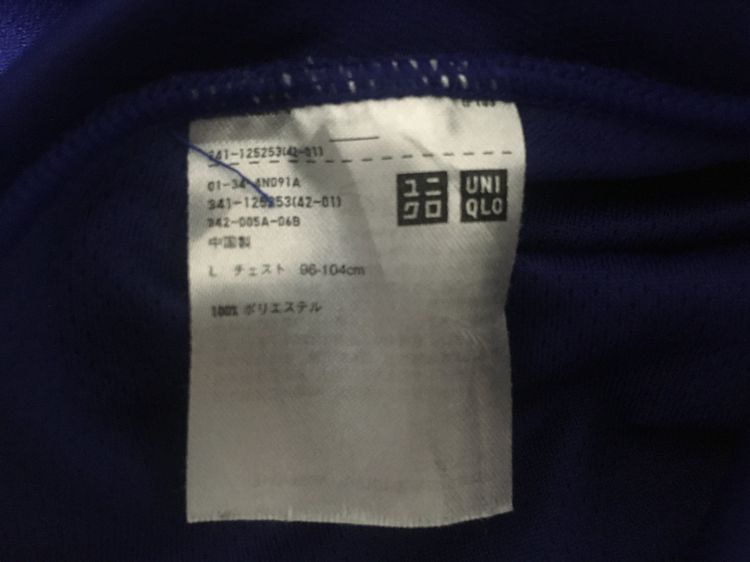 341-125253(42-01)
01-34-4N091A
341-125253(42-01)
342-005A-06B
中国製
L チェスト 96-104cm
100% ポリエステル
ユニ
クロ
UNI
QLO